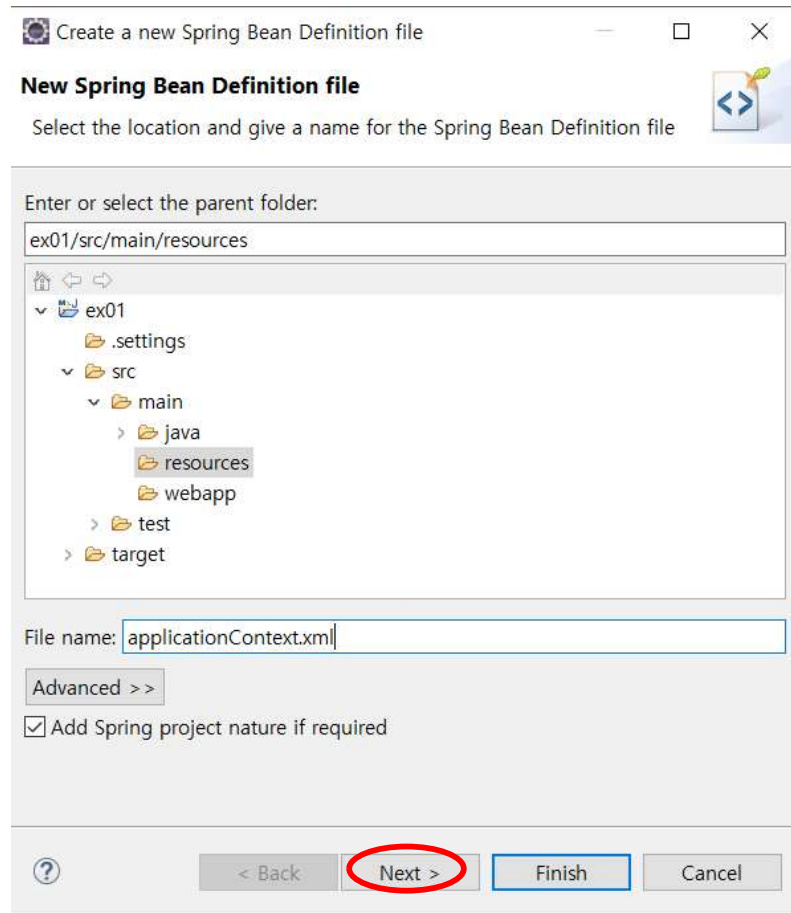 Create a new Spring Bean Definition file
New Spring Bean Definition file
Select the location and give a name for the Spring Bean Definition file
Enter or select the parent folder:
ex01/src/main/resources
ex01
.settings
src
main
java
resources
webapp
test
target
File name: applicationContext.xml
Advanced >>
Add Spring project nature if required
< Back Next > Finish Cancel